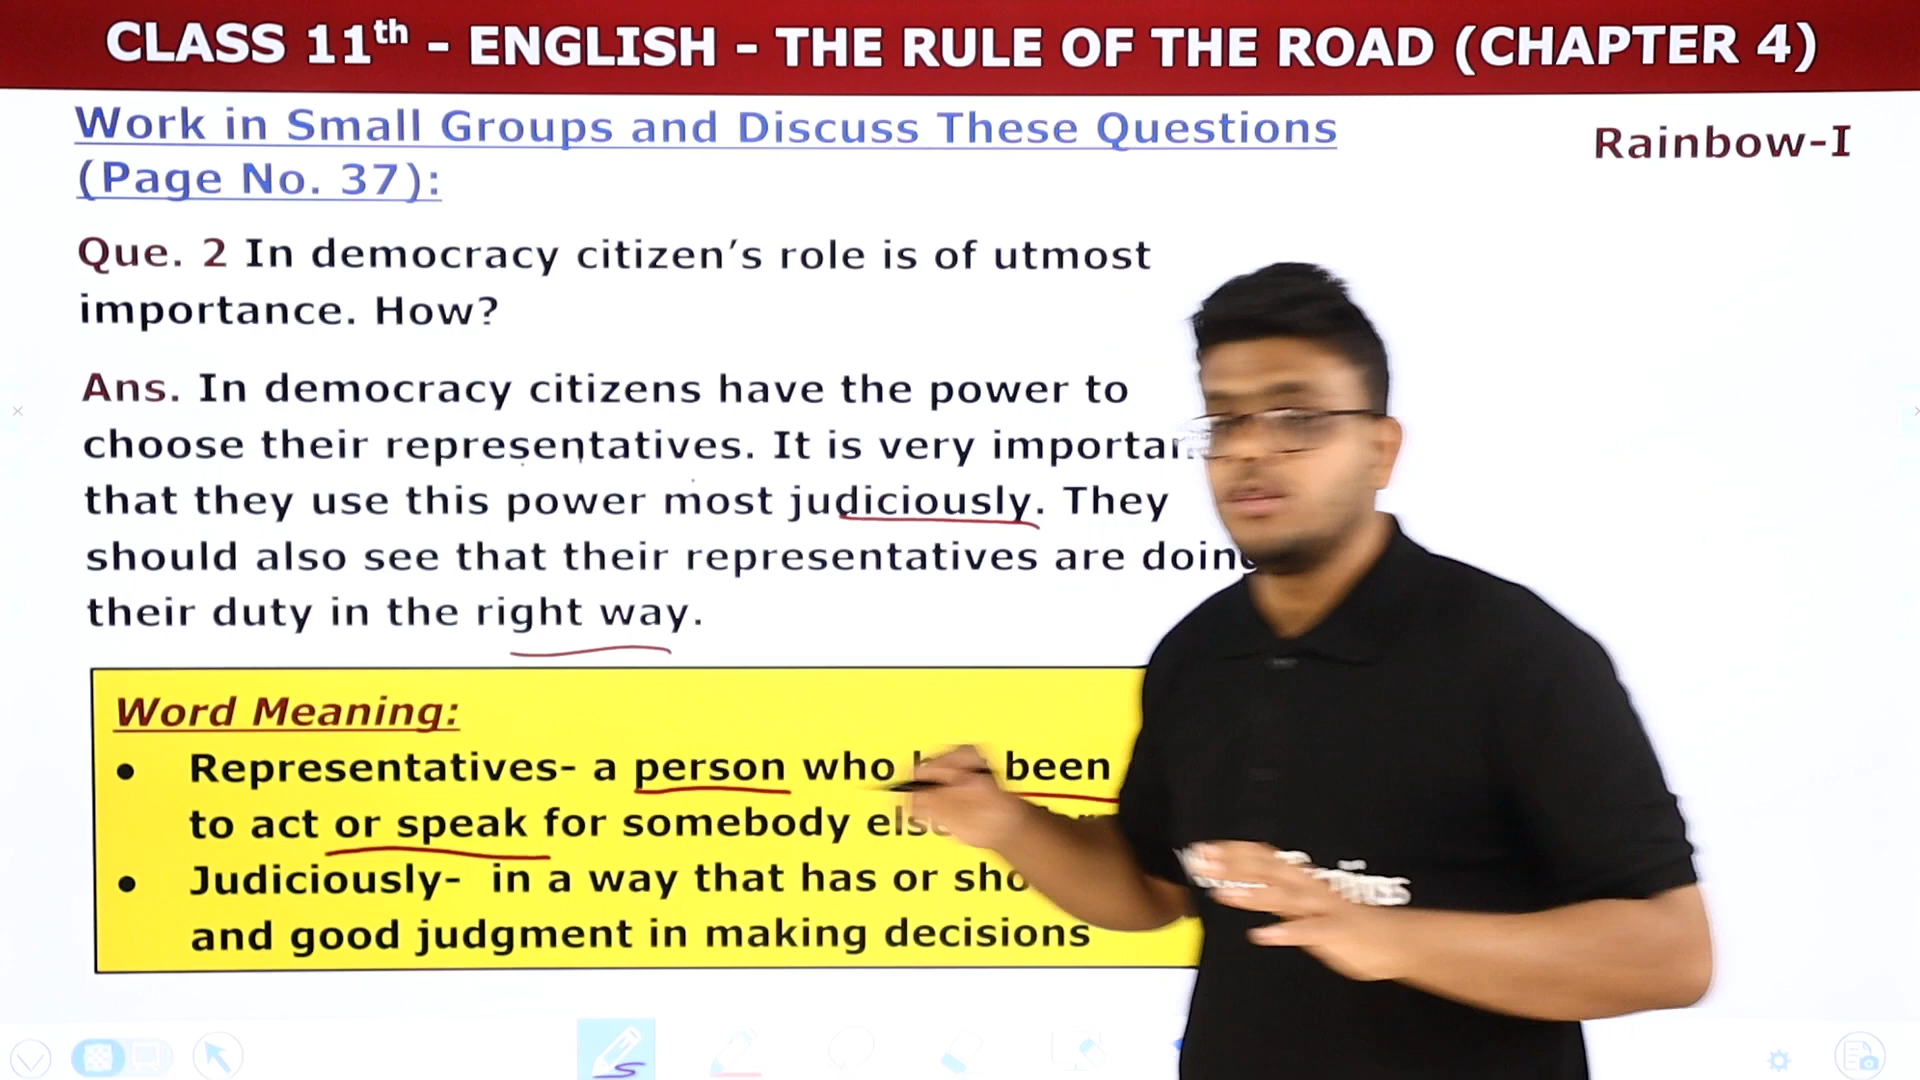 CLASS 11th - ENGLISH - THE RULE OF THE ROAD (CHAPTER 4)
Work in Small Groups and Discuss These Questions
(Page No. 37):
Rainbow-I
Que. 2 In democracy citizen's role is of utmost
importance. How?
Ans. In democracy citizens have the power to
choose their representatives. It is very
that they use this power most judiciously. They
should also see that their representatives are
their duty in the right way.
Word Meaning:
• Representatives- a person who been
to act or speak for somebody
• Judiciously- in a way that has or
and good judgment in making decisions